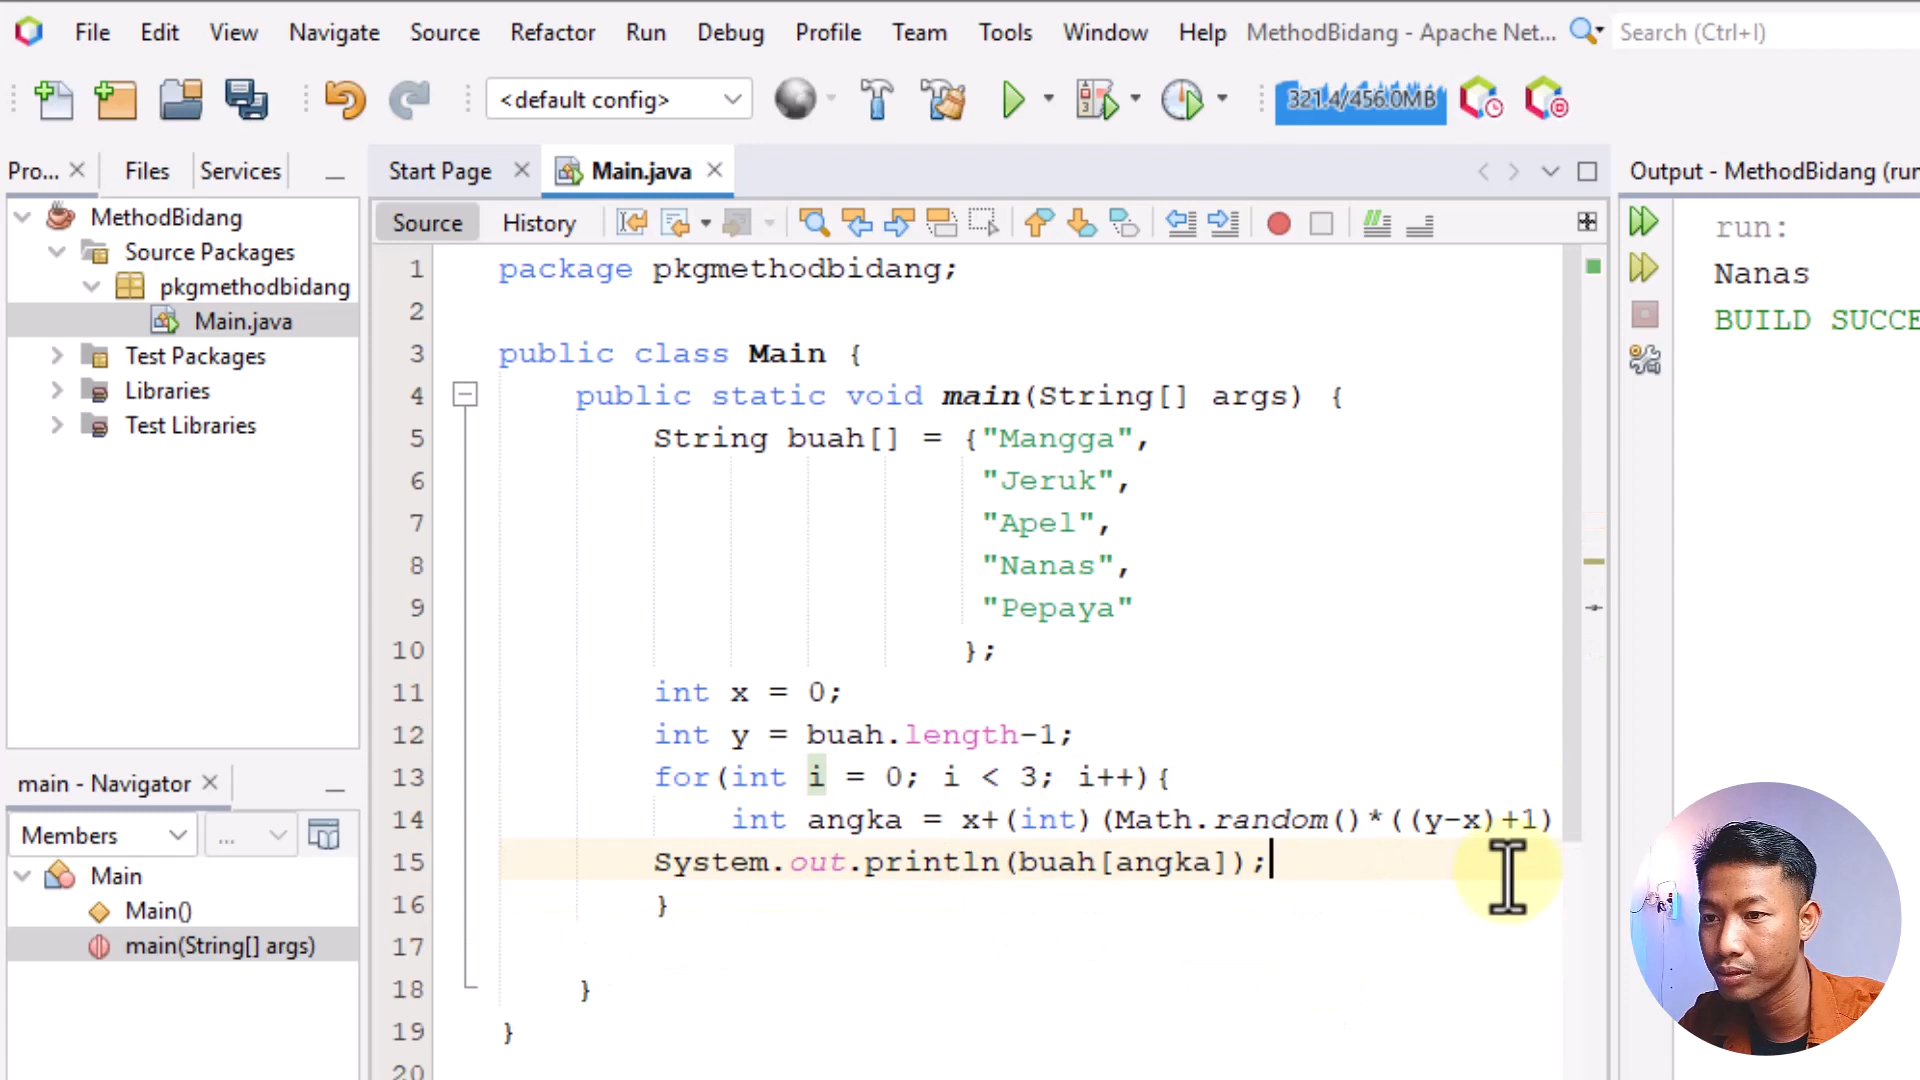 File Edit View Navigate Source Refactor Run Debug Profile Team Tools Window Help MethodBidang - Apache Net... Search (Ctrl+I)
<default config> 321.4/456.0MB
Pro... Files Services Start Page Main.java Output - MethodBidang (run
Source History
MethodBidang
Source Packages
pkgmethodbidang
Main.java
Test Packages
Libraries
Test Libraries
main - Navigator
Members ...
Main
Main()
main(String[] args)
1 package pkgmethodbidang;
2
3 public class Main {
4 public static void main(String[] args) {
5 String buah[] = {"Mangga",
6 "Jeruk",
7 "Apel",
8 "Nanas",
9 "Pepaya"
10 };
11 int x = 0;
12 int y = buah.length-1;
13 for(int i = 0; i < 3; i++){
14 int angka = x+(int)(Math.random()*((y-x)+1)
15 System.out.println(buah[angka]);
16 }
17
18 }
19 }
20
run:
Nanas
BUILD SUCCE